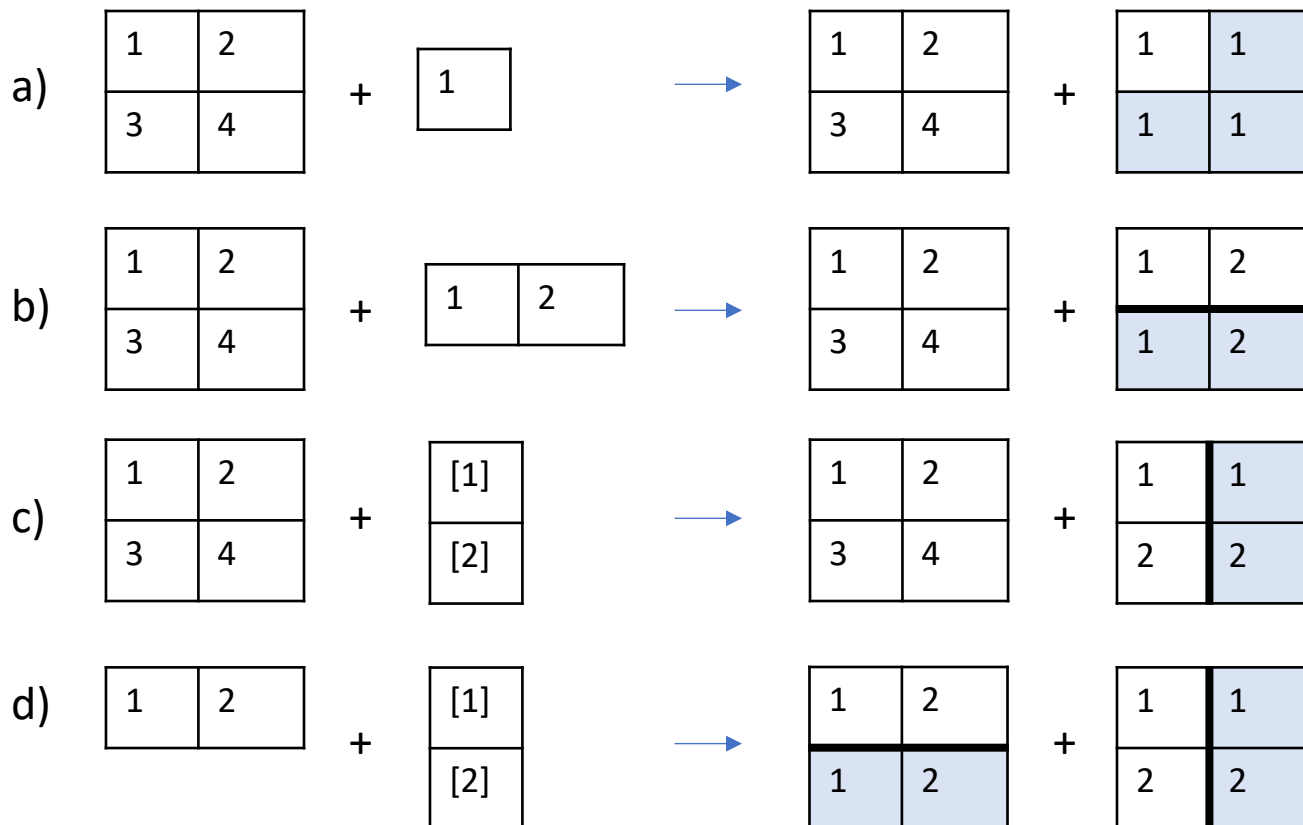 1 2 1 2 1 1
a) + 1 +
3 4 3 4 1 1
1 2 1 2 1 2
b) + 1 2 +
3 4 3 4 1 2
1 2 [1] 1 2 1 1
c) + +
3 4 [2] 3 4 2 2
d) 1 2 [1] 1 2 1 1
+ +
[2] 1 2 2 2